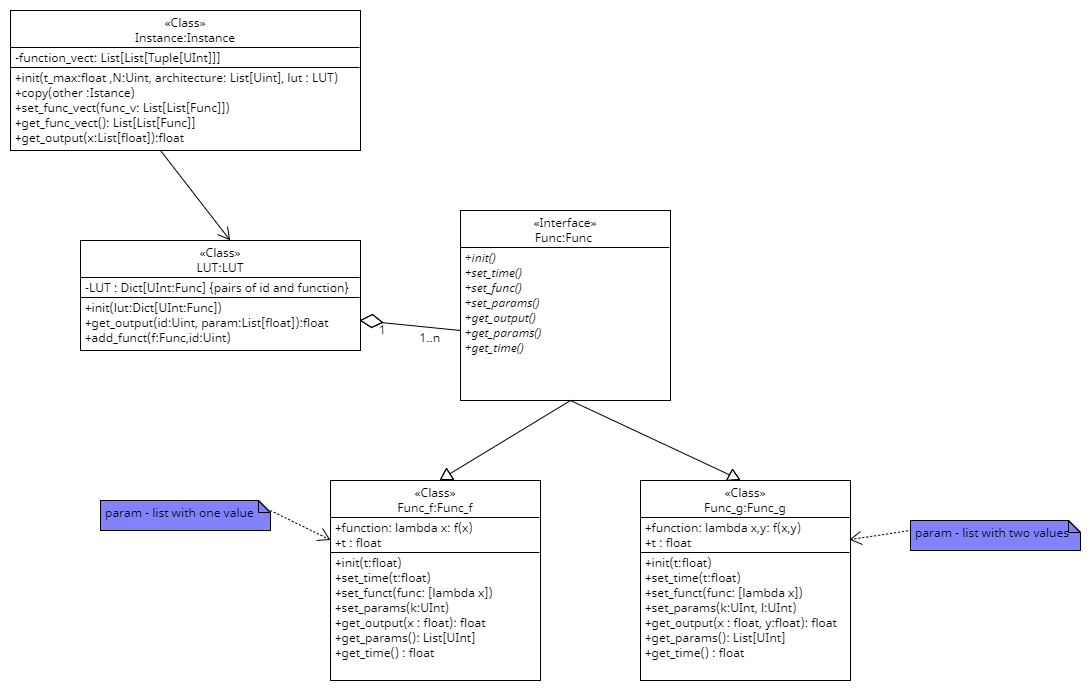 «Class»
Instance:Instance
-function_vect: List[List[Tuple[UInt]]]
+init(t_max:float ,N:Uint, architecture: List[Uint], lut : LUT)
+copy(other :Istance)
+set_func_vect(func_v: List[List[Func]])
+get_func_vect(): List[List[Func]]
+get_output(x:List[float]):float
«Class»
LUT:LUT
-LUT : Dict[UInt:Func] {pairs of id and function}
+init(lut:Dict[UInt:Func])
+get_output(id:Uint, param:List[float]):float
+add_funct(f:Func,id:Uint)
1
1..n
«Interface»
Func:Func
+init()
+set_time()
+set_func()
+set_params()
+get_output()
+get_params()
+get_time()
param - list with one value
«Class»
Func_f:Func_f
+function: lambda x: f(x)
+t : float
+init(t:float)
+set_time(t:float)
+set_funct(func: [lambda x])
+set_params(k:UInt)
+get_output(x : float): float
+get_params(): List[UInt]
+get_time() : float
«Class»
Func_g:Func_g
+function: lambda x,y: f(x,y)
+t : float
+init(t:float)
+set_time(t:float)
+set_funct(func: [lambda x])
+set_params(k:UInt, l:UInt)
+get_output(x : float, y:float): float
+get_params(): List[UInt]
+get_time() : float
param - list with two values